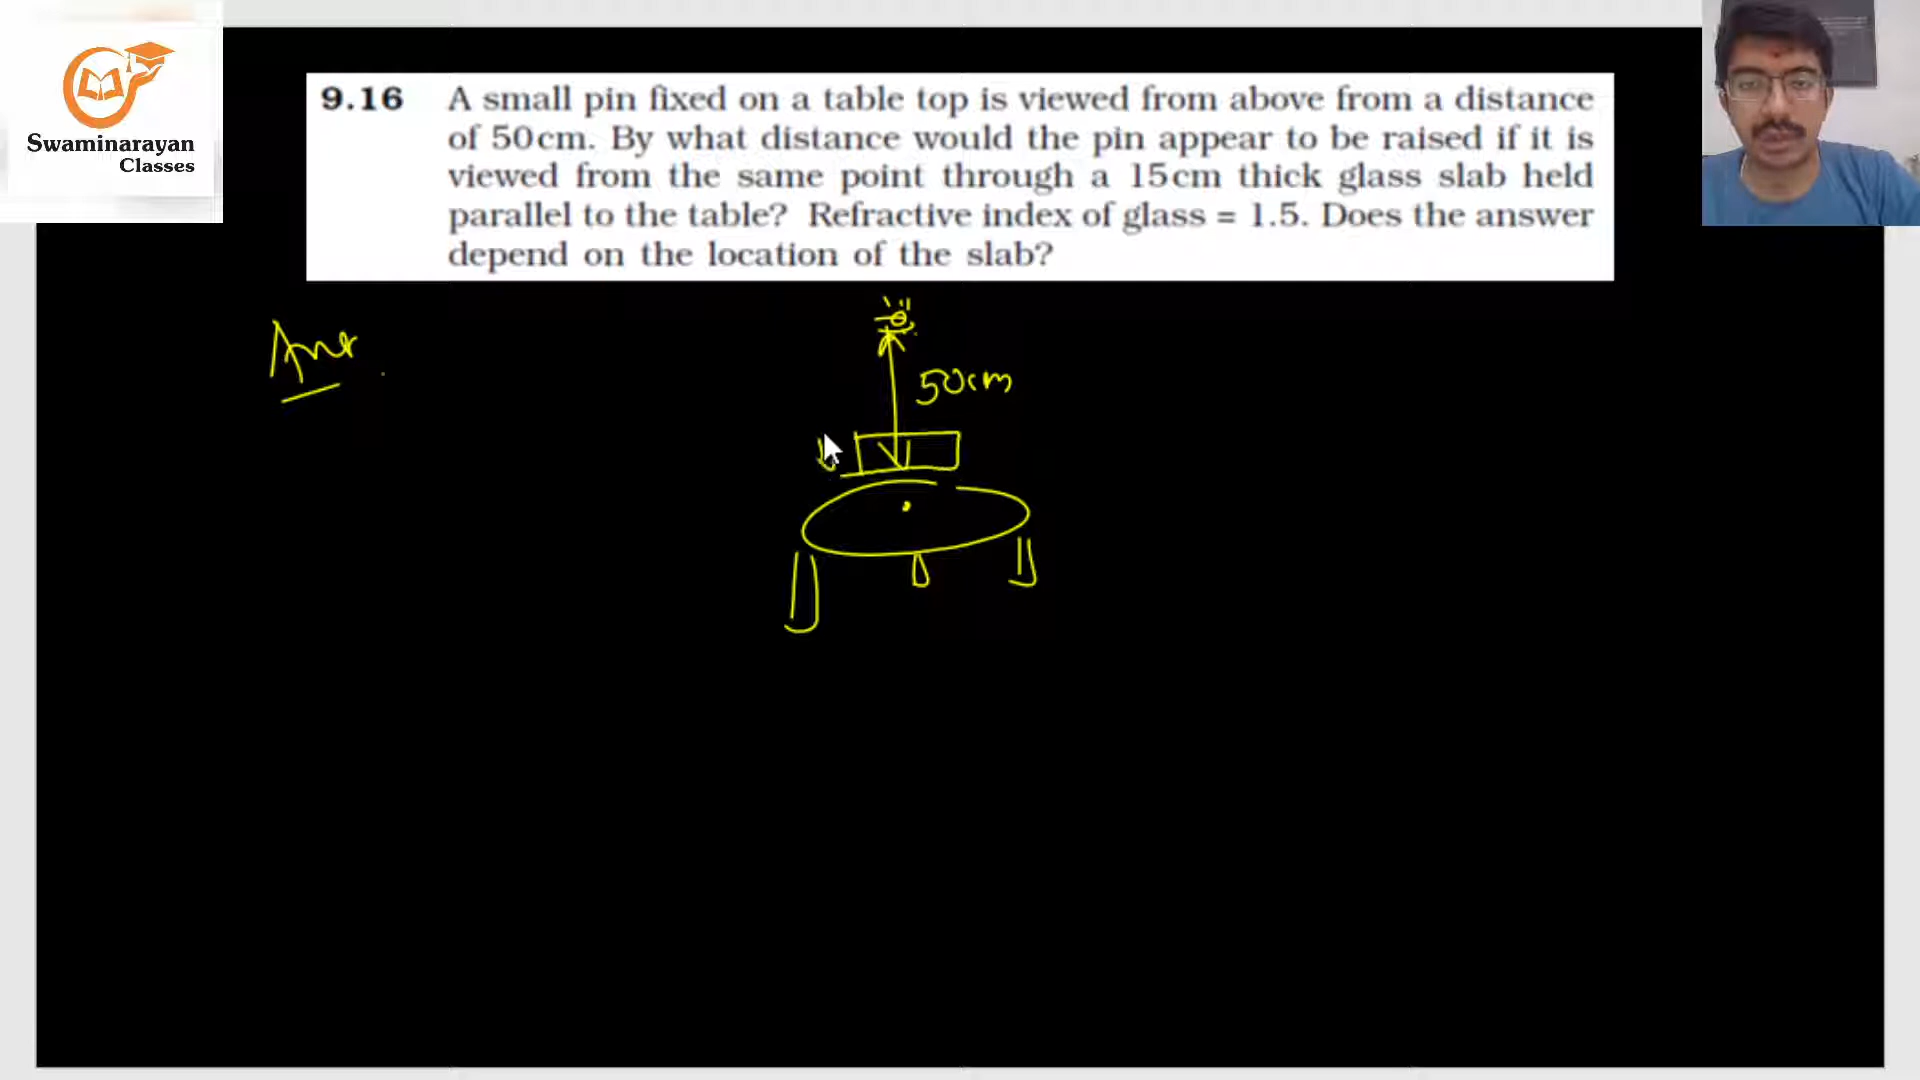 Swaminarayan
Classes
9.16 A small pin fixed on a table top is viewed from above from a distance
of 50cm. By what distance would the pin appear to be raised if it is
viewed from the same point through a 15cm thick glass slab held
parallel to the table? Refractive index of glass = 1.5. Does the answer
depend on the location of the slab?
Ans
50cm